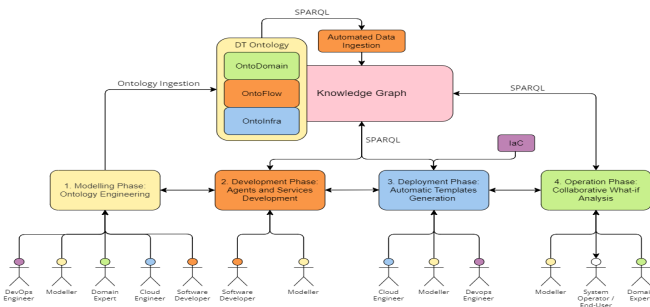 SPARQL
Automated Data
Ingestion
DT Ontology
OntoDomain
OntoFlow
OntoInfra
Knowledge Graph
Ontology Ingestion
SPARQL
SPARQL
IaC
1. Modelling Phase:
Ontology Engineering
2. Development Phase:
Agents and Services
Development
3. Deployment Phase:
Automatic Templates
Generation
4. Operation Phase:
Collaborative What-if
Analysis
DevOps
Engineer
Modeller
Domain
Expert
Cloud
Engineer
Software
Developer
Software
Developer
Modeller
Cloud
Engineer
Modeller
Devops
Engineer
Modeller
System
Operator /
End-User
Domai
Exper